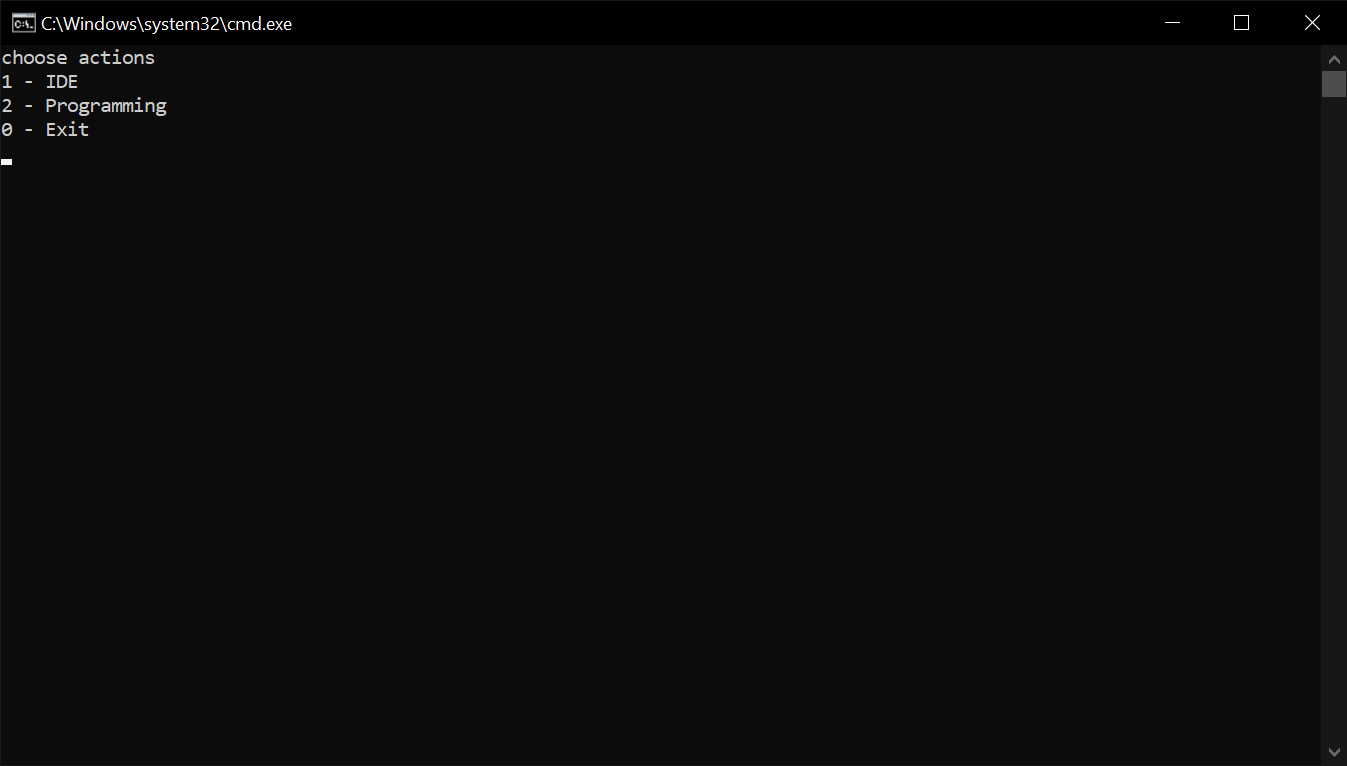 C:\Windows\system32\cmd.exe
choose actions
1 - IDE
2 - Programming
0 - Exit